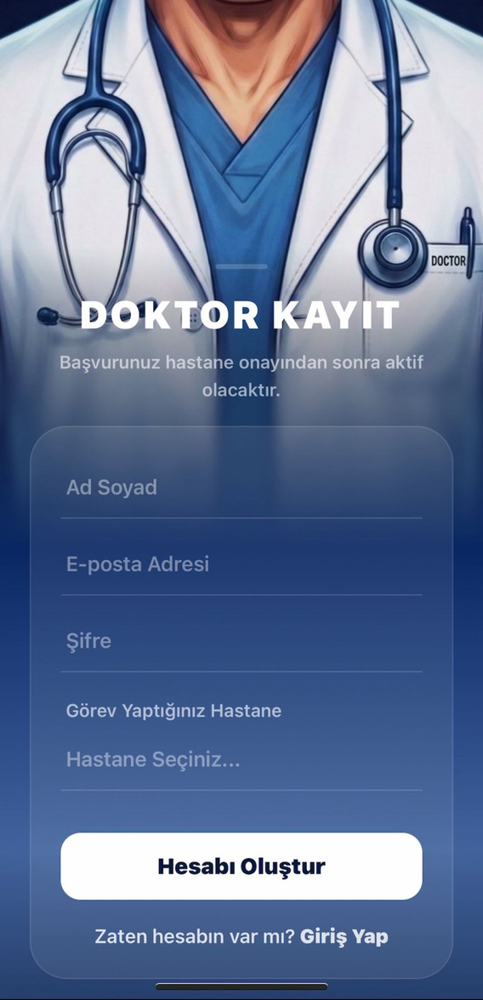 DOCTOR
DOKTOR KAYIT
Başvurunuz hastane onayından sonra aktif
olacaktır.
Ad Soyad
E-posta Adresi
Şifre
Görev Yaptığınız Hastane
Hastane Seçiniz...
Hesabı Oluştur
Zaten hesabın var mı? Giriş Yap